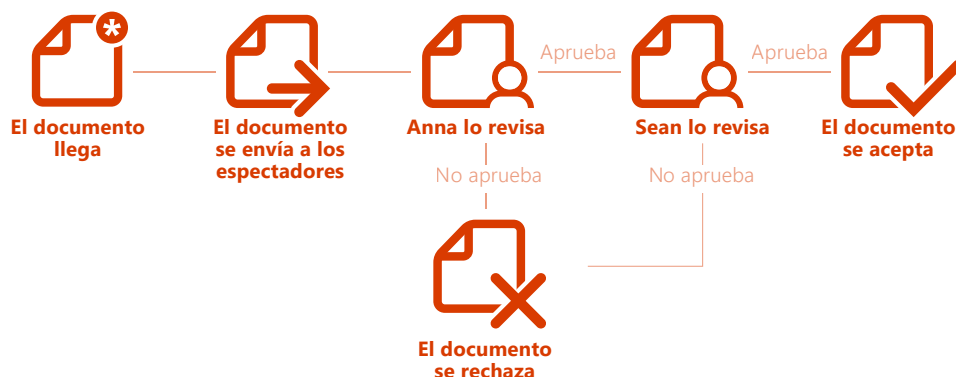 El documento
llega
El documento
se envía a los
espectadores
Anna lo revisa
Aprueba
Sean lo revisa
Aprueba
El documento
se acepta
No aprueba
No aprueba
El documento
se rechaza